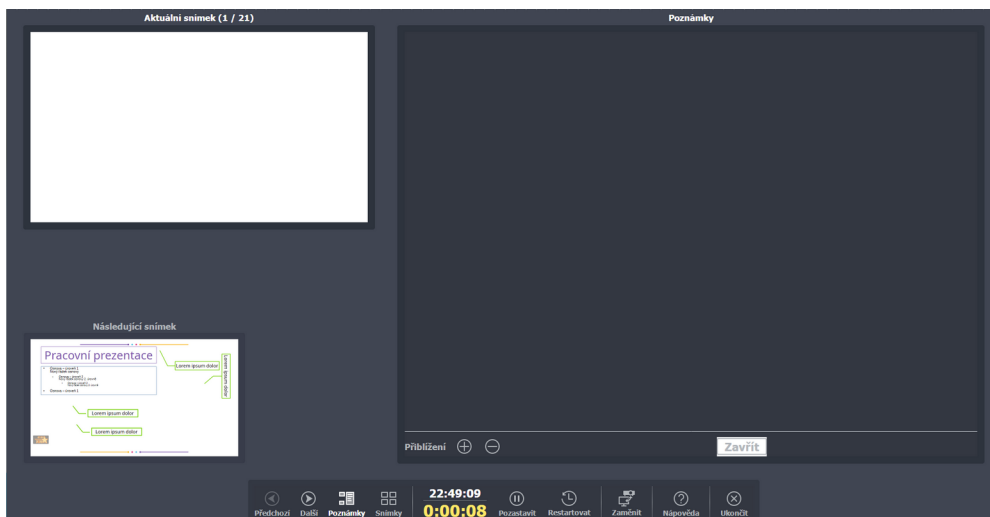 Aktuální snímek (1 / 21)
Poznámky
Následující snímek
Pracovní prezentace
Lorem ipsum dolor
Lorem ipsum dolor
Lorem ipsum dolor
Lorem ipsum dolor
Přiblížení
Zavřít
Předchozí
Další
Poznámky
Snímky
22:49:09
0:00:08
Pozastavit
Restartovat
Zaměnit
Nápověda
Ukončit